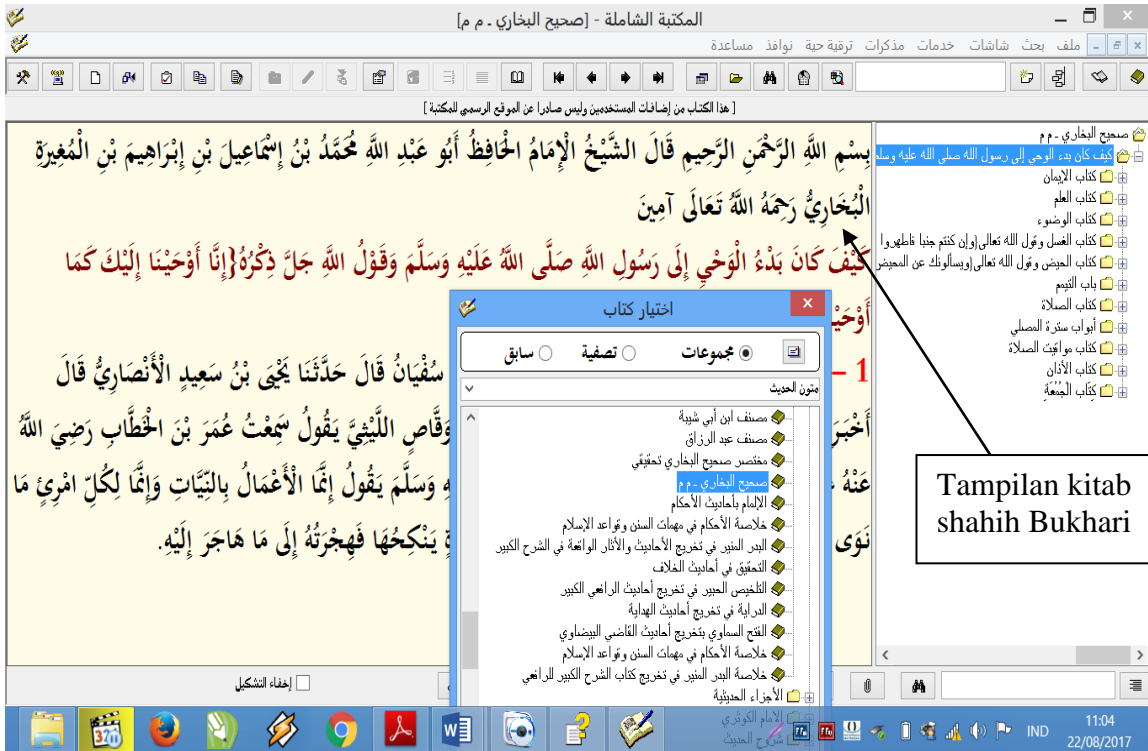 المكتبة الشاملة - [صحيح البخاري ـ م م]
ملف بحث شاشات خدمات مذكرات ترقية حية نوافذ مساعدة
[ هذا الكتاب من إضافات المستخدمين وليس صادرا عن الموقع الرسمي للمكتبة ]
صحيح البخاري ـ م م
كيف كان بدء الوحي إلى رسول الله صلى الله عليه وسلم
كتاب الإيمان
كتاب العلم
كتاب الوضوء
كتاب الغسل وقول الله تعالى{وإن كنتم جنبا فاطهروا
كتاب الحيض وقول الله تعالى{ويسألونك عن المحيض
باب التيمم
كتاب الصلاة
أبواب سترة المصلي
كتاب مواقيت الصلاة
كتاب الأذان
كِتَاب الْجُمُعَةِ
بِسْمِ اللَّهِ الرَّحْمَنِ الرَّحِيمِ قَالَ الشَّيْخُ الْإِمَامُ الْحَافِظُ أَبُو عَبْدِ اللَّهِ مُحَمَّدُ بْنُ إِسْمَاعِيلَ بْنِ إِبْرَاهِيمَ بْنِ الْمُغِيرَةِ
الْبُخَارِيُّ رَحِمَهُ اللَّهُ تَعَالَى آمِينَ
كَيْفَ كَانَ بَدْءُ الْوَحْيِ إِلَى رَسُولِ اللَّهِ صَلَّى اللَّهُ عَلَيْهِ وَسَلَّمَ وَقَوْلُ اللَّهِ جَلَّ ذِكْرُهُ{إِنَّا أَوْحَيْنَا إِلَيْكَ كَمَا
1 – سُفْيَانُ قَالَ حَدَّثَنَا يَحْيَى بْنُ سَعِيدٍ الْأَنْصَارِيُّ قَالَ
وَقَّاصٍ اللَّيْثِيَّ يَقُولُ سَمِعْتُ عُمَرَ بْنَ الْخَطَّابِ رَضِيَ اللَّهُ
عَنْهُ وَسَلَّمَ يَقُولُ إِنَّمَا الْأَعْمَالُ بِالنِّيَّاتِ وَإِنَّمَا لِكُلِّ امْرِئٍ مَا
نَوَى يَنْكِحُهَا فَهِجْرَتُهُ إِلَى مَا هَاجَرَ إِلَيْهِ.
اختيار كتاب
مجموعات تصفية سابق
متون الحديث
مصنف ابن أبي شيبة
مصنف عبد الرزاق
مختصر صحيح البخاري تحقيقي
صحيح البخاري ـ م م
الإلمام بأحاديث الأحكام
خلاصة الأحكام في مهمات السنن وقواعد الإسلام
البدر المنير في تخريج الأحاديث والأثار الواقعة في الشرح الكبير
التحقيق في أحاديث الخلاف
التلخيص الحبير في تخريج أحاديث الرافعي الكبير
الدراية في تخريج أحاديث الهداية
الفتح السماوي بتخريج أحاديث القاضي البيضاوي
خلاصة الأحكام في مهمات السنن وقواعد الإسلام
خلاصة البدر المنير في تخريج كتاب الشرح الكبير للرافعي
الأجزاء الحديثية
الامام الكوثري
شروح الحديث
Tampilan kitab
shahih Bukhari
إخفاء التشكيل
IND
11:04
22/08/2017